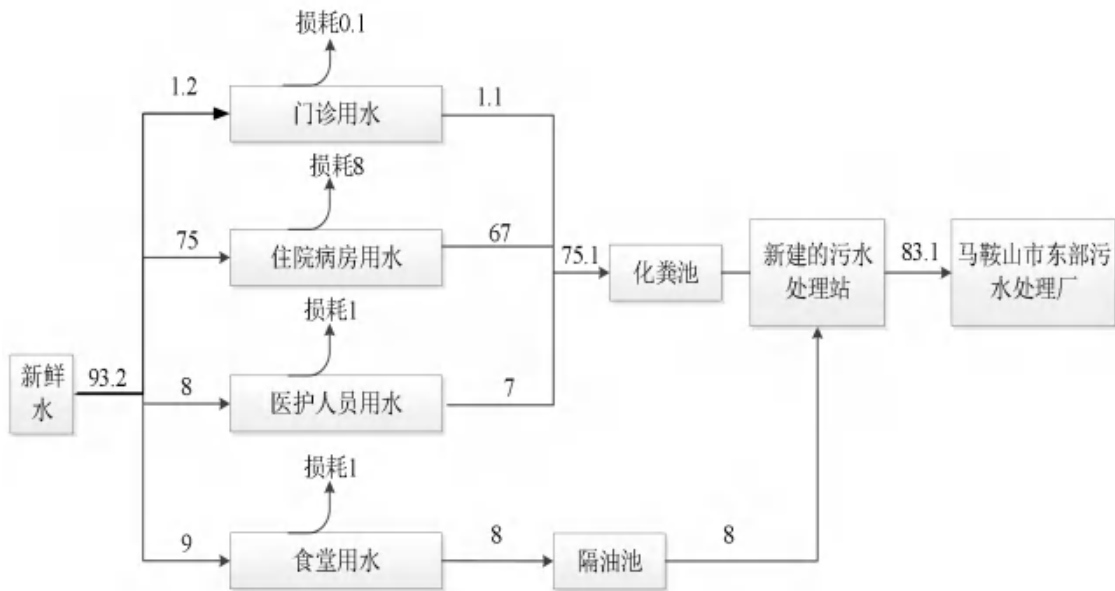 损耗0.1
1.2
门诊用水
1.1
损耗8
75
住院病房用水
67
75.1
化粪池
新建的污水
处理站
83.1
马鞍山市东部污
水处理厂
损耗1
新鲜
水
93.2
8
医护人员用水
7
损耗1
9
食堂用水
8
隔油池
8